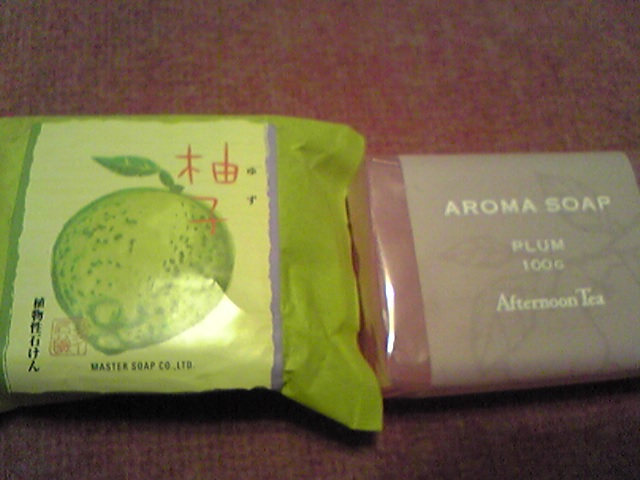 柚子
ゆず
植物性石けん
MASTER SOAP CO.,LTD.
AROMA SOAP
PLUM
100G
Afternoon Tea